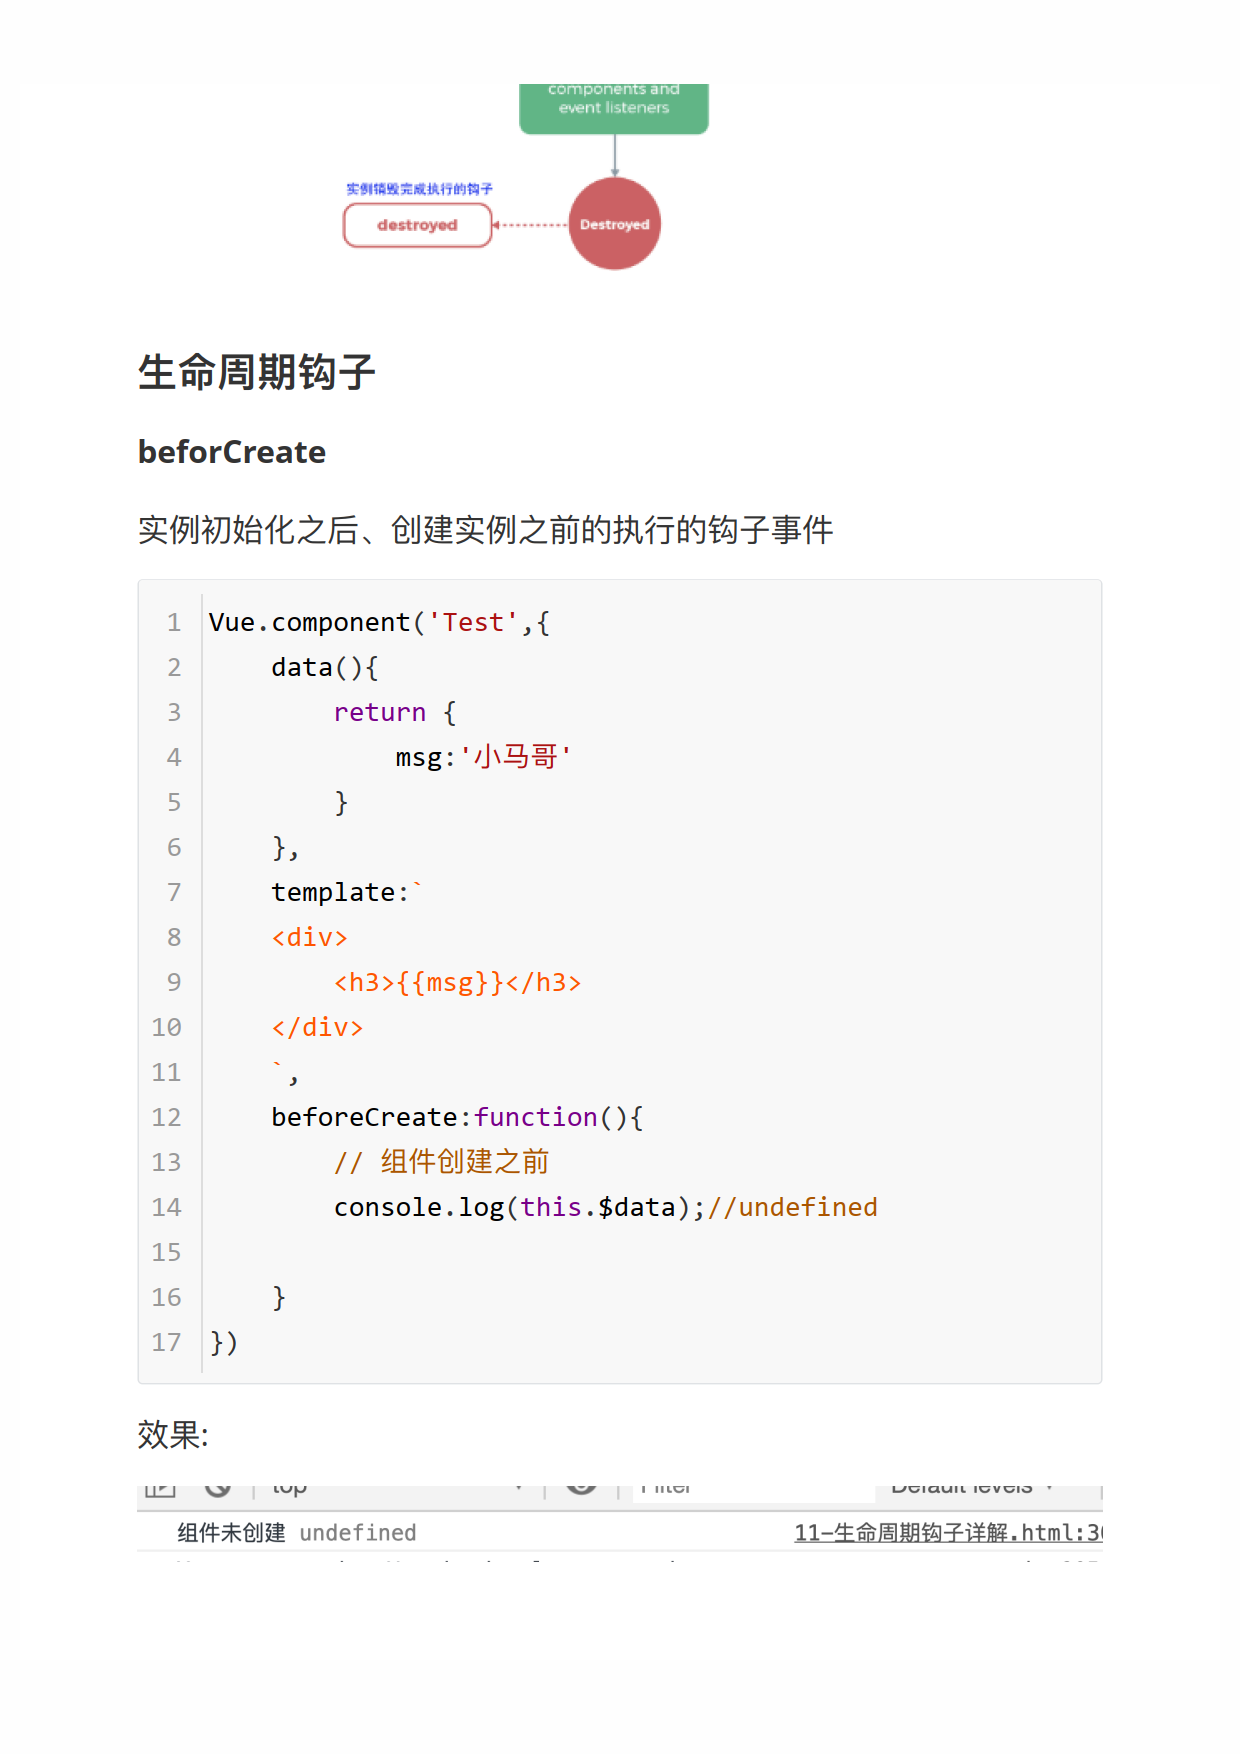 components and
event listeners
实例销毁完成执行的钩子
destroyed
Destroyed
生命周期钩子
beforCreate
实例初始化之后、创建实例之前的执行的钩子事件
1 Vue.component('Test',{
2     data(){
3         return {
4             msg:'小马哥'
5         }
6     },
7     template:`
8     <div>
9         <h3>{{msg}}</h3>
10     </div>
11     `,
12     beforeCreate:function(){
13         // 组件创建之前
14         console.log(this.$data);//undefined
15
16     }
17 })
效果:
top Filter Default levels
组件未创建 undefined 11-生命周期钩子详解.html:3